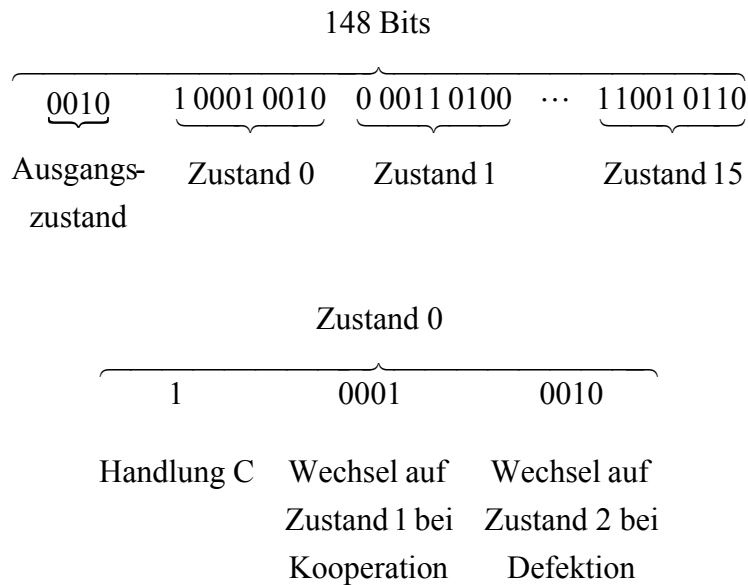 148 Bits
0010 1 0001 0010 0 0011 0100 ⋯ 1 1001 0110
Ausgangs- Zustand 0 Zustand 1 Zustand 15
zustand
Zustand 0
1 0001 0010
Handlung C Wechsel auf Wechsel auf
Zustand 1 bei Zustand 2 bei
Kooperation Defektion